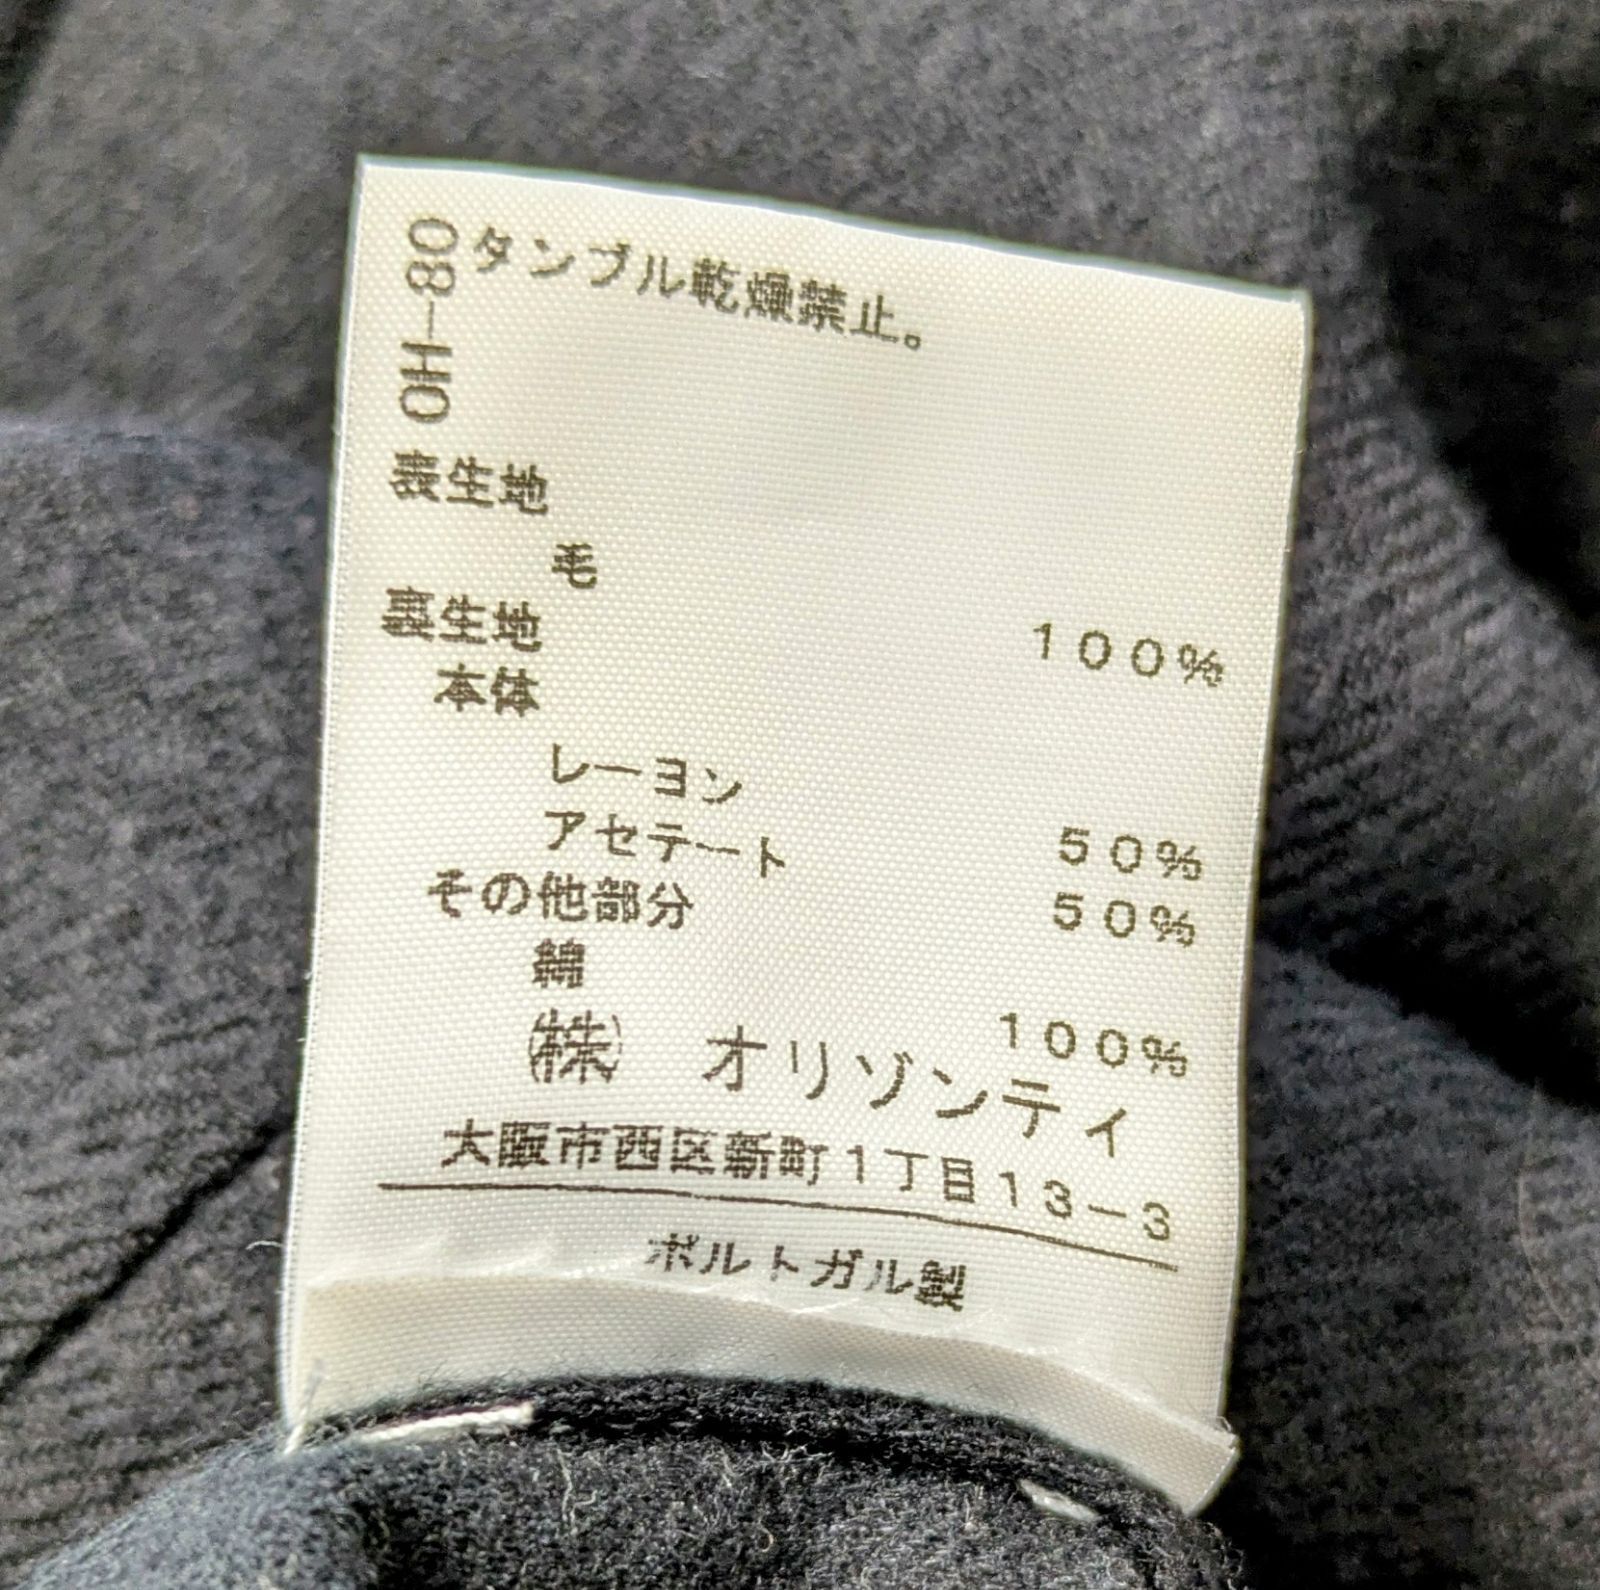 タンブル乾燥禁止。
08-H0
表生地
毛
100%
裏生地
本体
レーヨン
50%
アセテート
50%
その他部分
綿
100%
(株) オリゾンティ
大阪市西区新町1丁目13-3
ポルトガル製